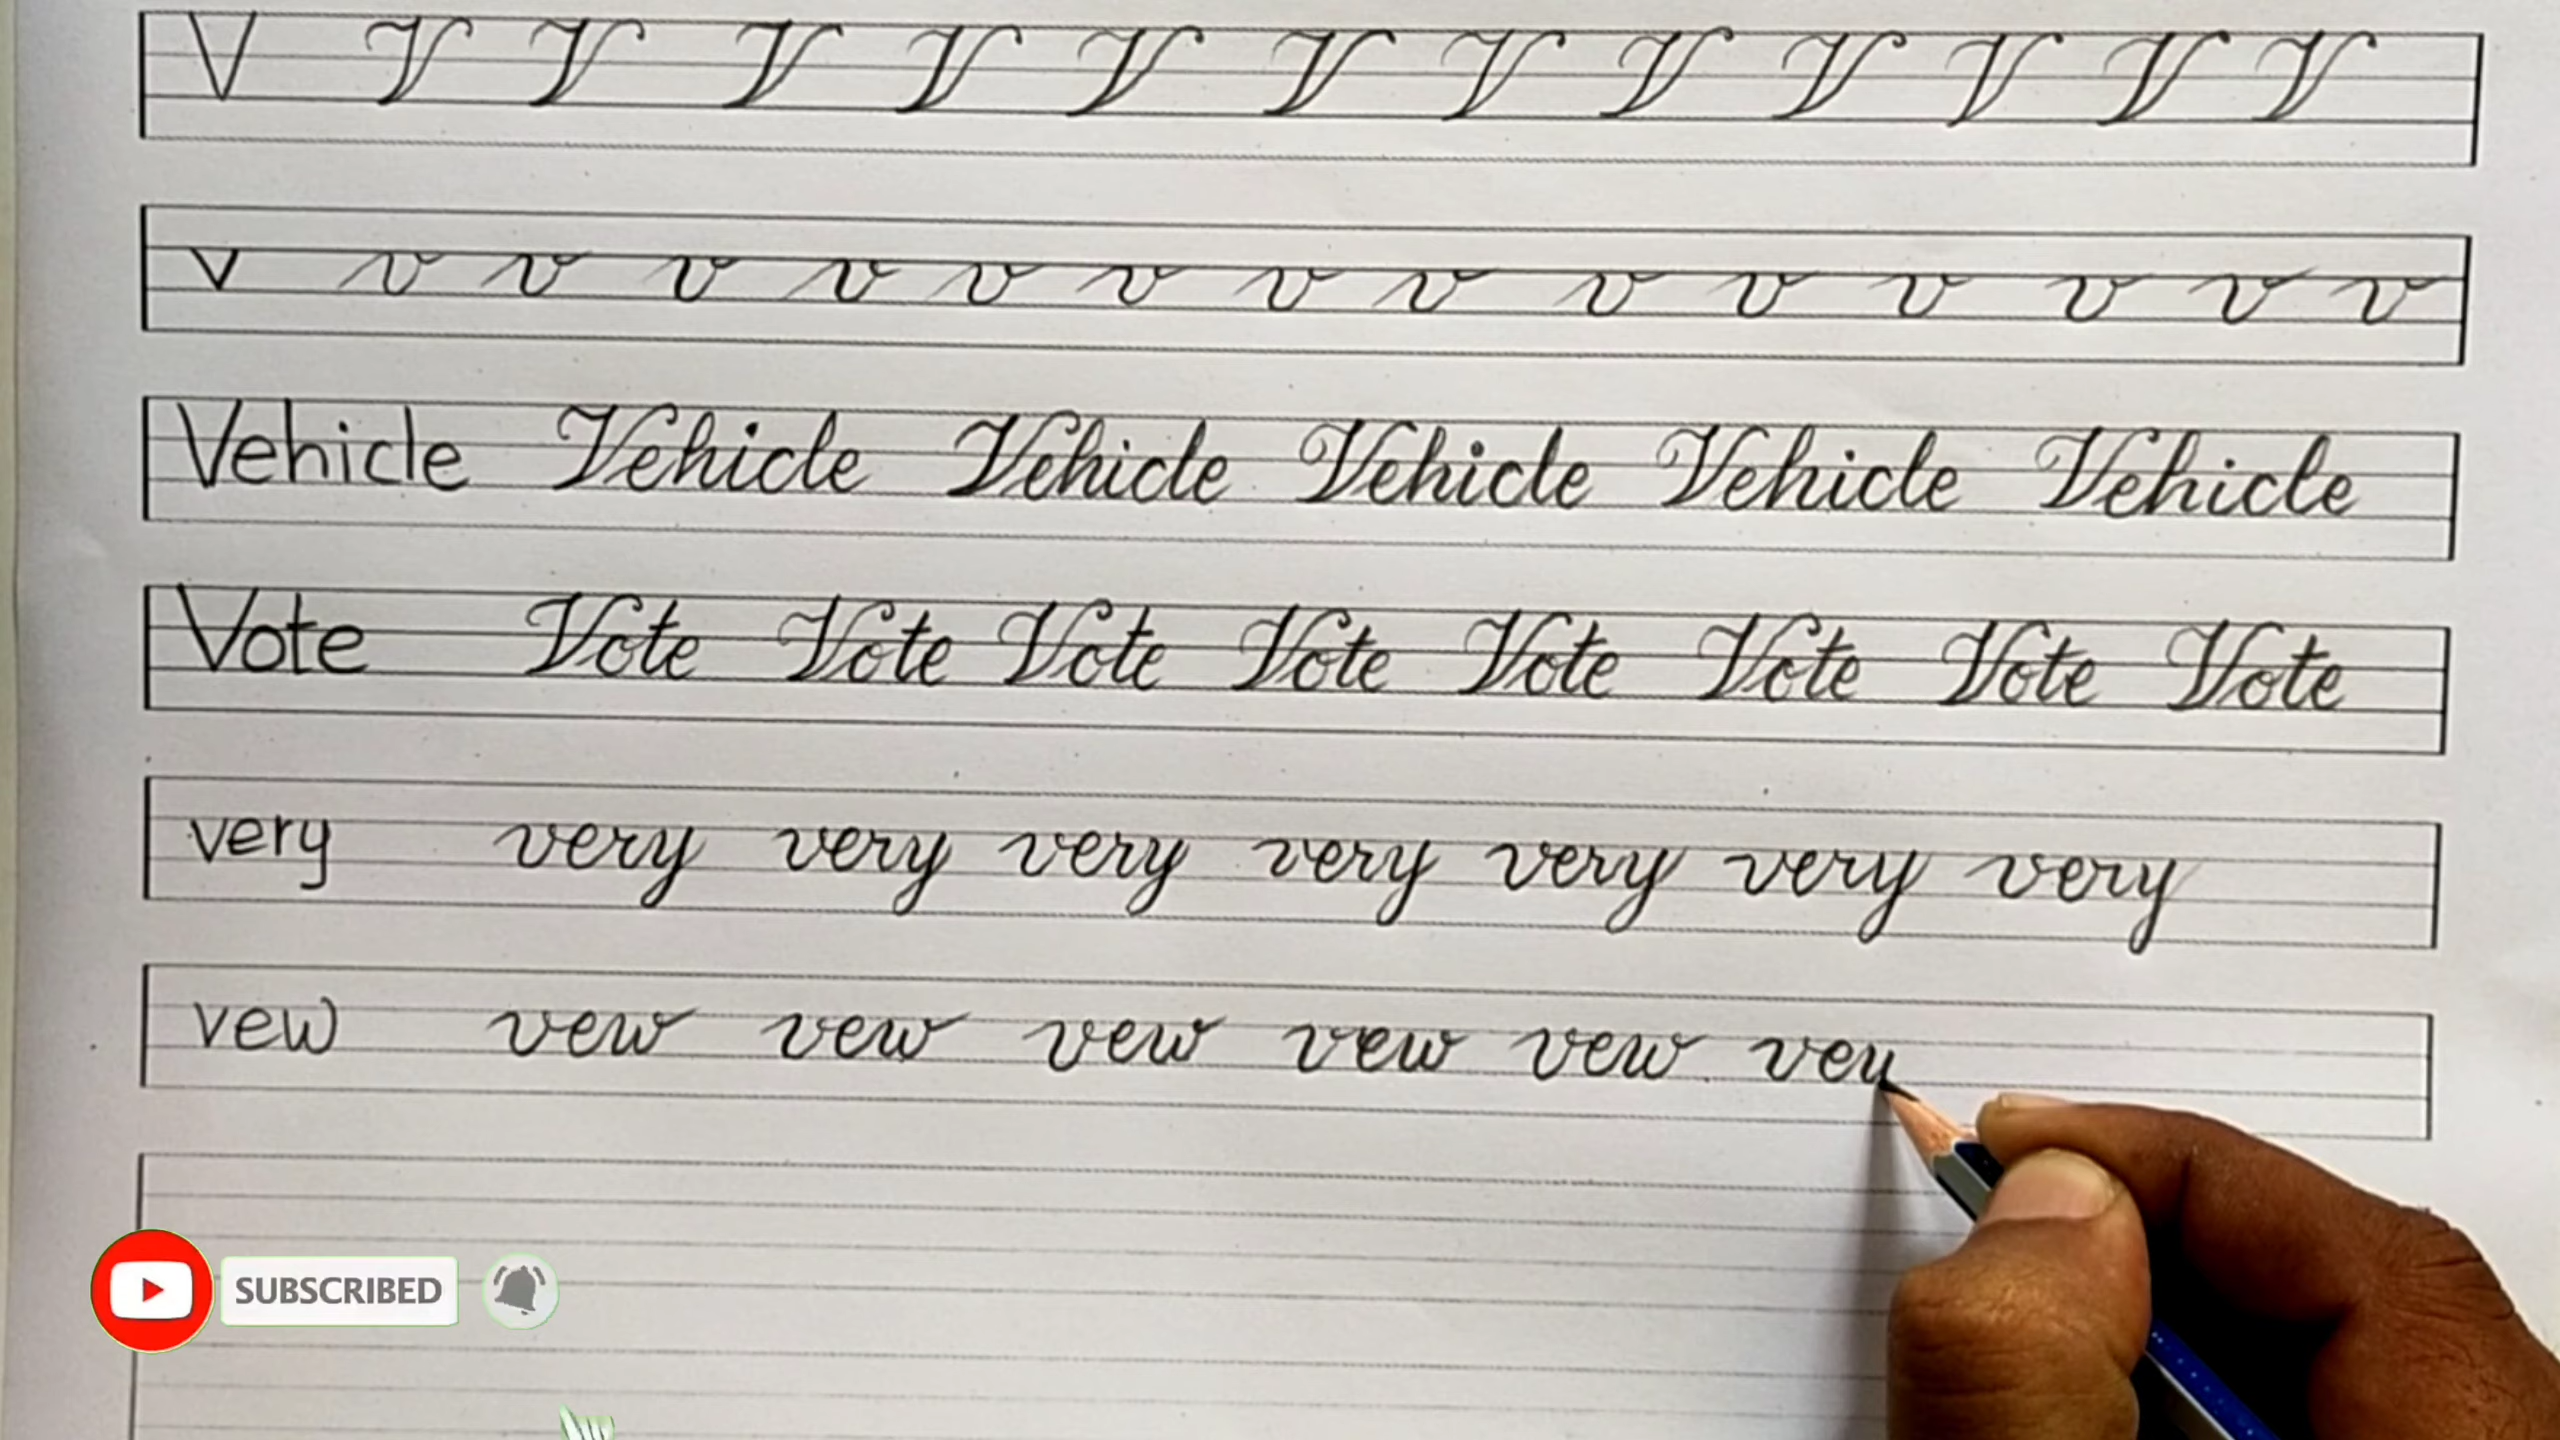 V V V V V V V V V V V V V
v v v v v v v v v v v v v v v
Vehicle Vehicle Vehicle Vehicle Vehicle Vehicle
Vote Vote Vote Vote Vote Vote Vote Vote Vote
very very very very very very very very
vew vew vew vew vew vew veu
SUBSCRIBED